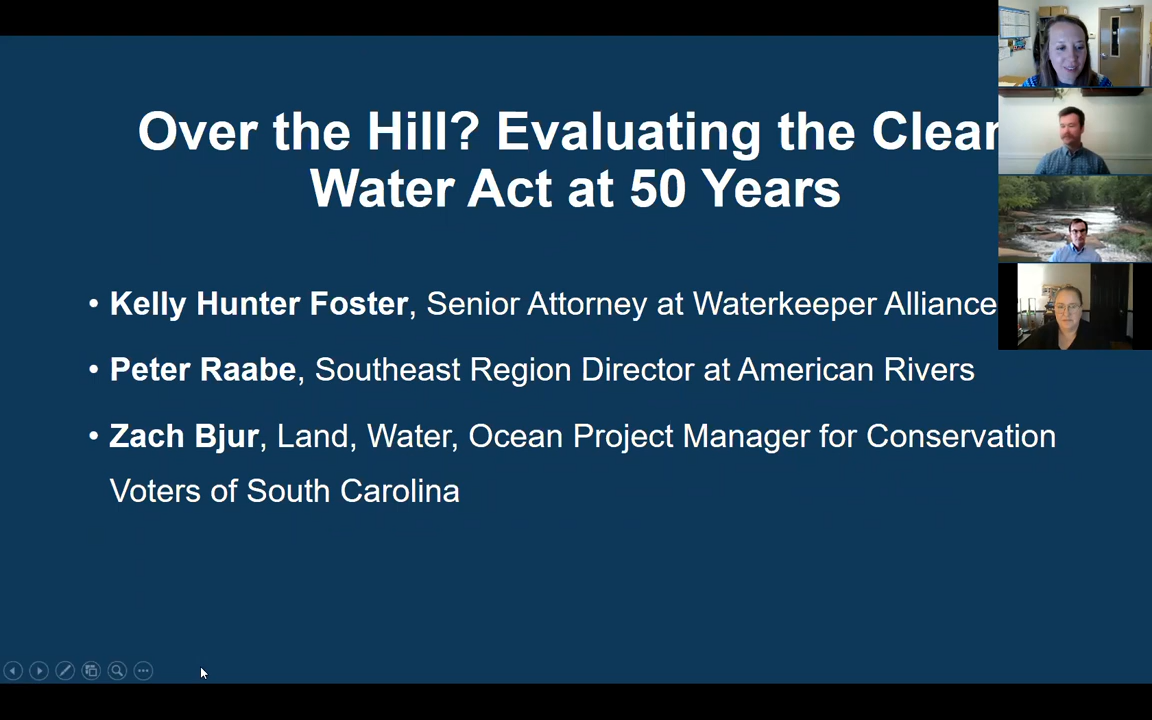 Over the Hill? Evaluating the Clean
Water Act at 50 Years
• Kelly Hunter Foster, Senior Attorney at Waterkeeper Alliance
• Peter Raabe, Southeast Region Director at American Rivers
• Zach Bjur, Land, Water, Ocean Project Manager for Conservation
Voters of South Carolina